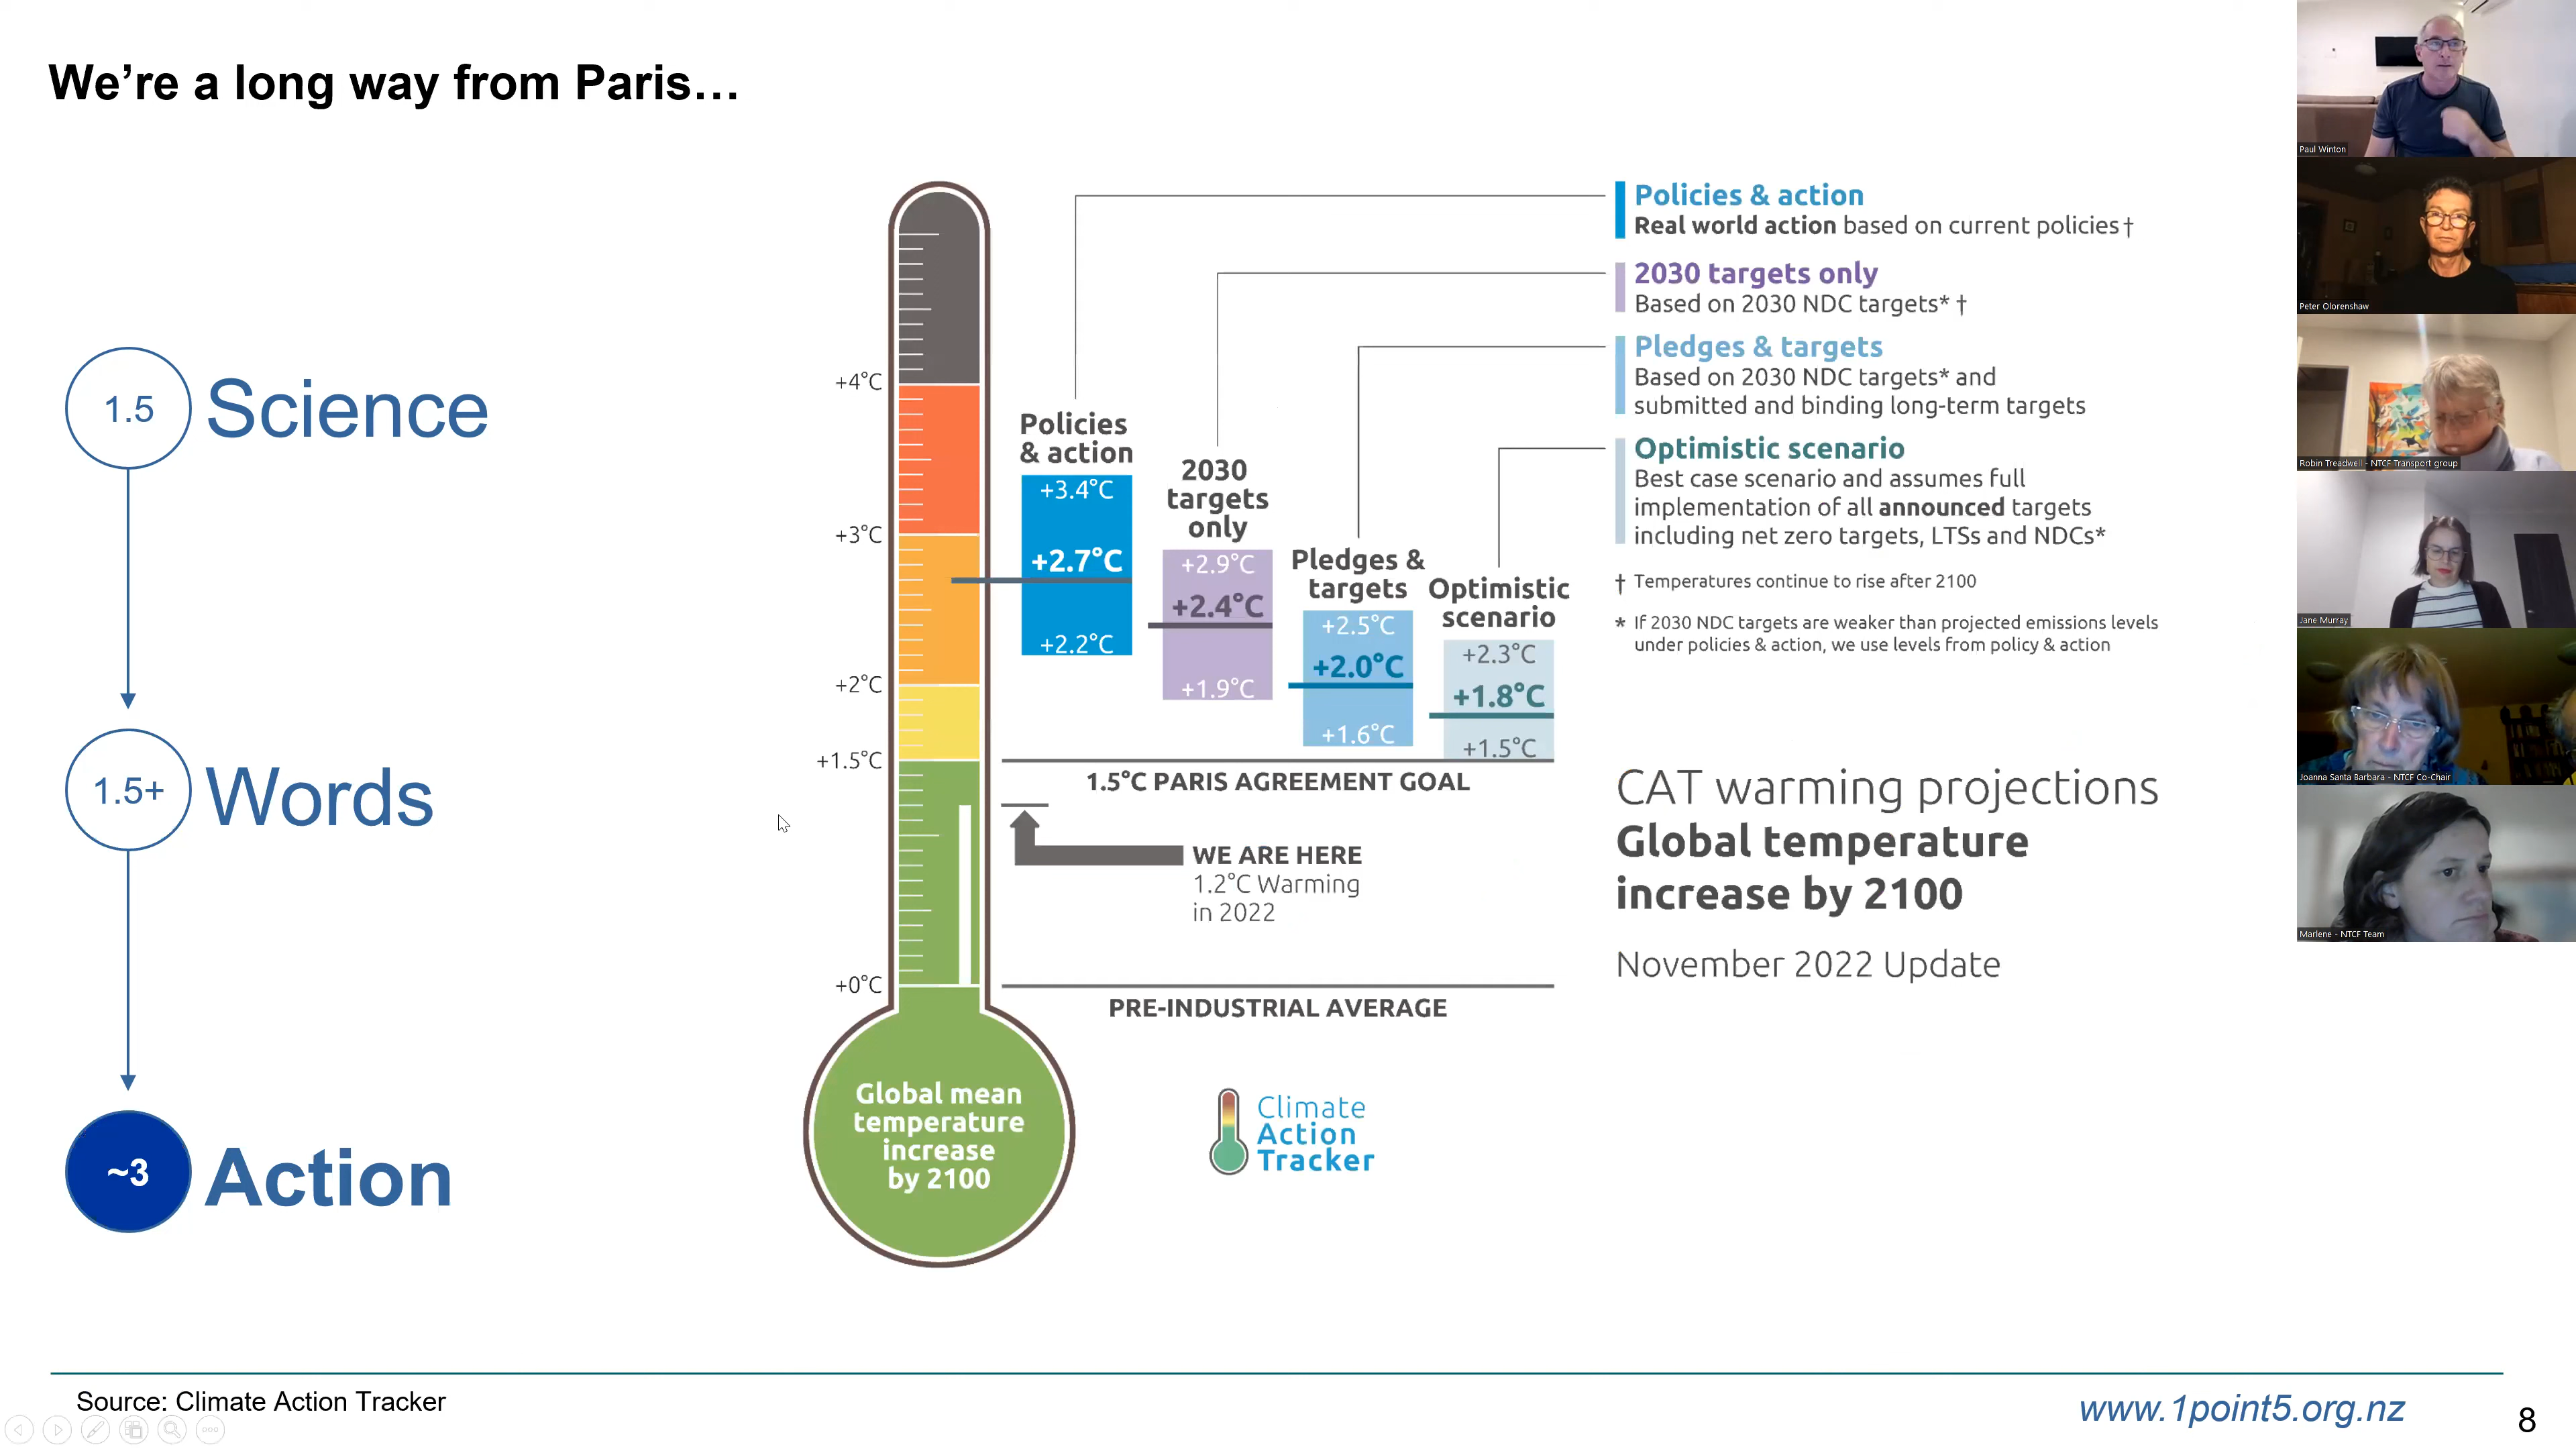 We're a long way from Paris…
1.5
Science
1.5+
Words
~3
Action
+4°C
+3°C
+2°C
+1.5°C
+0°C
Global mean
temperature
increase
by 2100
Policies
& action
+3.4°C
+2.7°C
+2.2°C
2030
targets
only
+2.9°C
+2.4°C
+1.9°C
Pledges &
targets
+2.5°C
+2.0°C
+1.6°C
Optimistic
scenario
+2.3°C
+1.8°C
+1.5°C
1.5°C PARIS AGREEMENT GOAL
WE ARE HERE
1.2°C Warming
in 2022
PRE-INDUSTRIAL AVERAGE
Climate
Action
Tracker
Policies & action
Real world action based on current policies †
2030 targets only
Based on 2030 NDC targets* †
Pledges & targets
Based on 2030 NDC targets* and
submitted and binding long-term targets
Optimistic scenario
Best case scenario and assumes full
implementation of all announced targets
including net zero targets, LTSs and NDCs*
† Temperatures continue to rise after 2100
* If 2030 NDC targets are weaker than projected emissions levels
under policies & action, we use levels from policy & action
CAT warming projections
Global temperature
increase by 2100
November 2022 Update
Paul Winton
Peter Olorenshaw
Robin Treadwell - NTCF Transport group
Jane Murray
Joanna Santa Barbara - NTCF Co-Chair
Marlene - NTCF Team
Source: Climate Action Tracker
www.1point5.org.nz
8